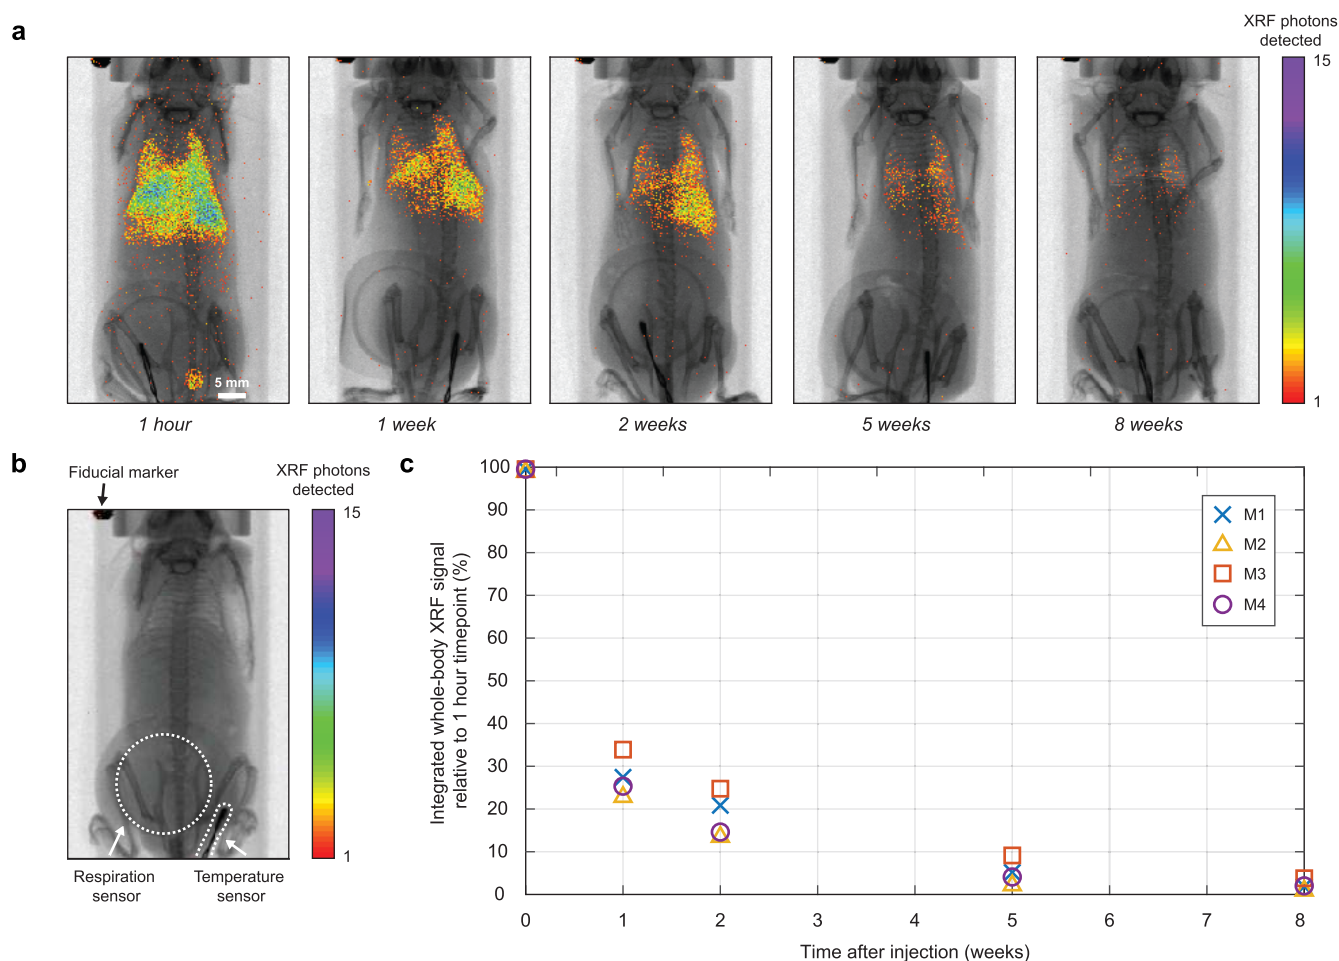 a
XRF photons
detected
15
1
5 mm
1 hour
1 week
2 weeks
5 weeks
8 weeks
b
Fiducial marker
XRF photons
detected
15
1
Respiration
sensor
Temperature
sensor
c
Integrated whole-body XRF signal
relative to 1 hour timepoint (%)
100
90
80
70
60
50
40
30
20
10
0
0 1 2 3 4 5 6 7 8
Time after injection (weeks)
M1
M2
M3
M4